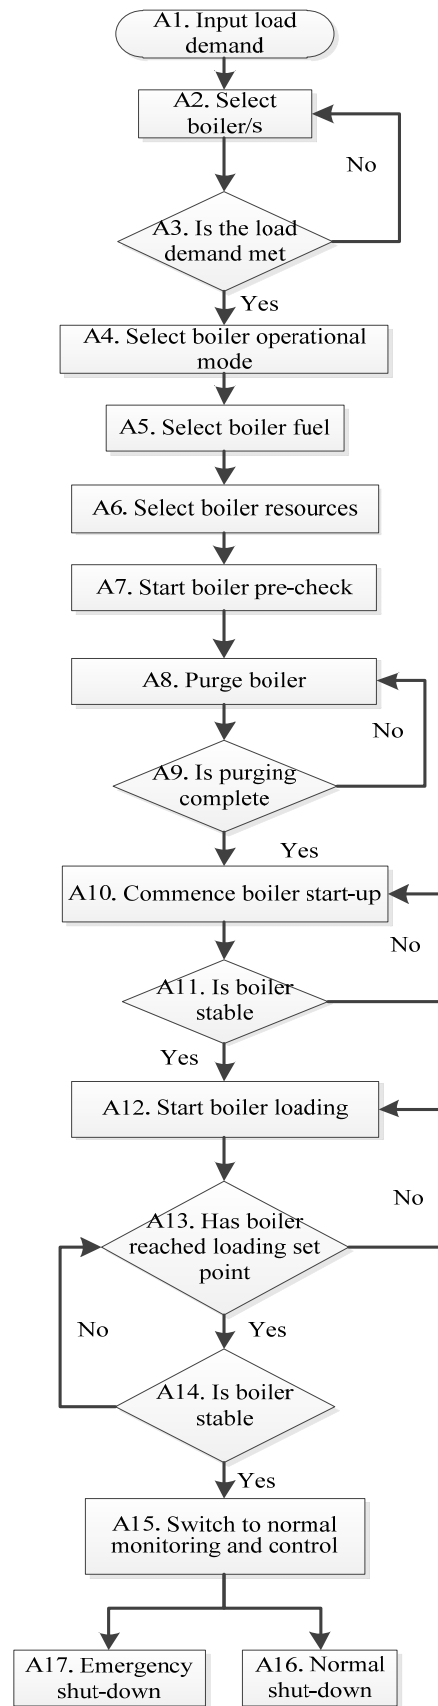 A1. Input load
demand
A2. Select
boiler/s
No
A3. Is the load
demand met
Yes
A4. Select boiler operational
mode
A5. Select boiler fuel
A6. Select boiler resources
A7. Start boiler pre-check
A8. Purge boiler
No
A9. Is purging
complete
Yes
A10. Commence boiler start-up
No
A11. Is boiler
stable
Yes
A12. Start boiler loading
No
A13. Has boiler
reached loading set
point
No
Yes
A14. Is boiler
stable
Yes
A15. Switch to normal
monitoring and control
A17. Emergency
shut-down
A16. Normal
shut-down